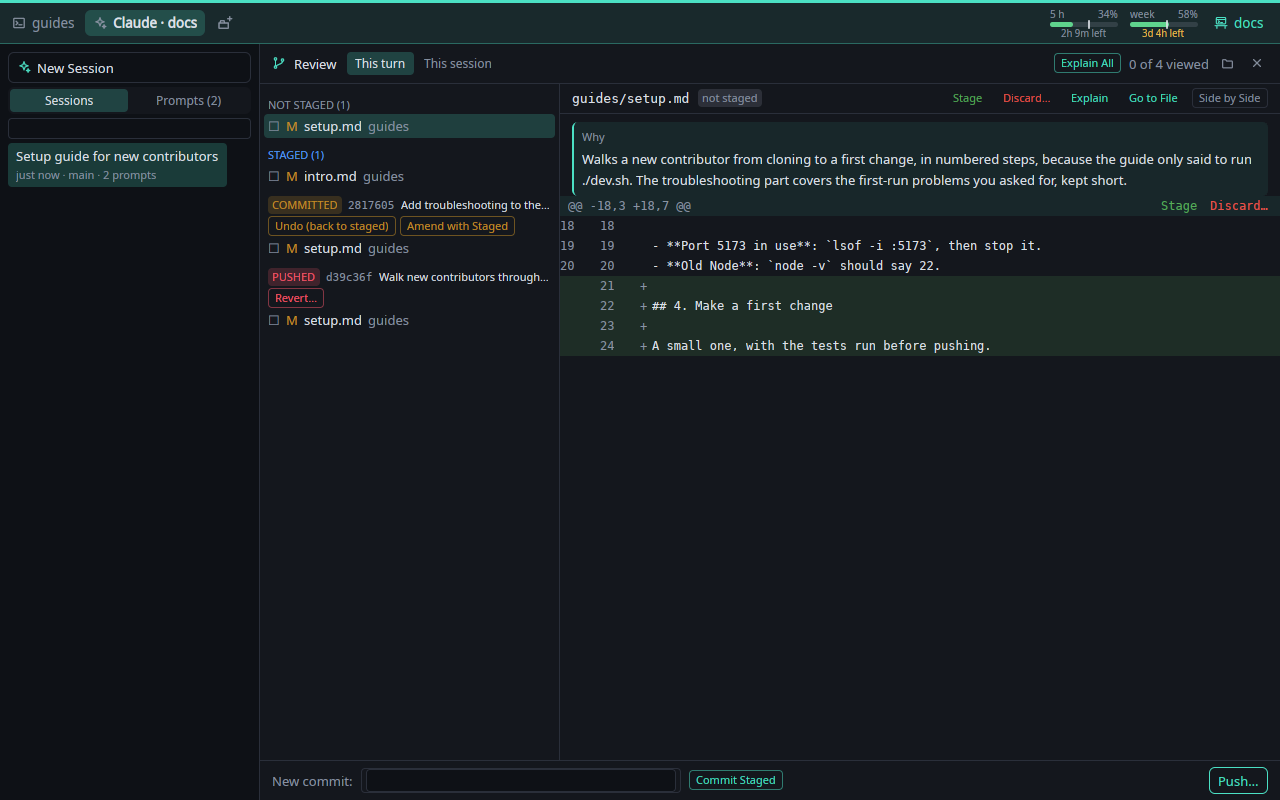 guides
Claude · docs
5 h 34%
2h 9m left
week 58%
3d 4h left
docs
New Session
Sessions
Prompts (2)
Setup guide for new contributors
just now · main · 2 prompts
Review
This turn
This session
Explain All
0 of 4 viewed
NOT STAGED (1)
M setup.md guides
STAGED (1)
M intro.md guides
COMMITTED 2817605 Add troubleshooting to the…
Undo (back to staged)
Amend with Staged
M setup.md guides
PUSHED d39c36f Walk new contributors through…
Revert…
M setup.md guides
guides/setup.md not staged
Stage
Discard…
Explain
Go to File
Side by Side
Why
Walks a new contributor from cloning to a first change, in numbered steps, because the guide only said to run
./dev.sh. The troubleshooting part covers the first-run problems you asked for, kept short.
@@ -18,3 +18,7 @@ Stage Discard…
18 18
19 19 - **Port 5173 in use**: `lsof -i :5173`, then stop it.
20 20 - **Old Node**: `node -v` should say 22.
21 +
22 + ## 4. Make a first change
23 +
24 + A small one, with the tests run before pushing.
New commit:
Commit Staged
Push…